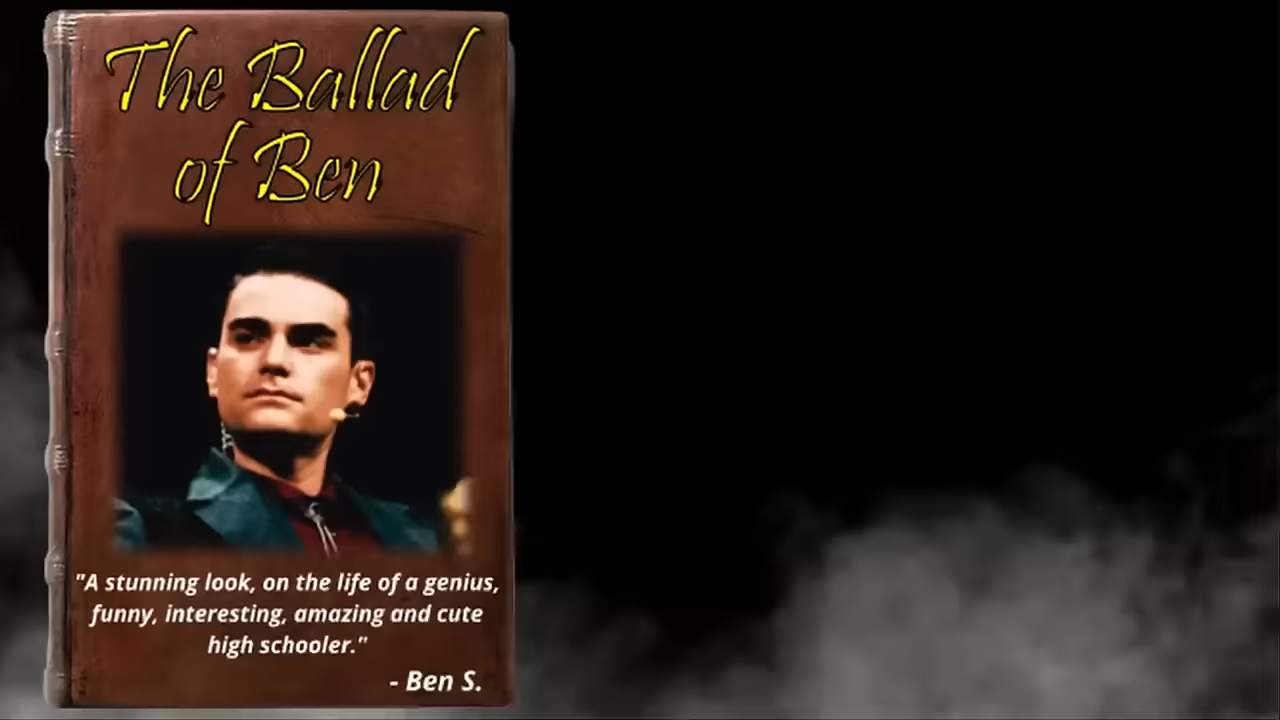 The Ballad
of Ben
"A stunning look, on the life of a genius,
funny, interesting, amazing and cute
high schooler."
- Ben S.